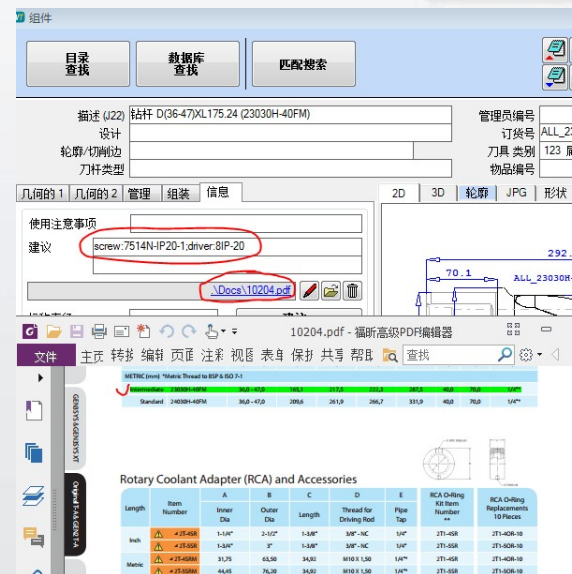 组件
目录
查找
数据库
查找
匹配搜索
描述 (J22) 钻杆 D(36-47)XL175.24 (23030H-40FM)
设计
轮廓/切削边
刀杆类型
管理员编号
订货号 ALL_23
刀具 类别 123
物品编号
几何的 1 几何的 2 管理 组装 信息
2D 3D 轮廓 JPG 形状
使用注意事项
建议 screw:7514N-IP20-1;driver:8IP-20
.\Docs\10204.pdf
292.
70.1
ALL_23030H-
10204.pdf - 福昕高级PDF编辑器
文件 主页 转换 编辑 页面 注释 视图 表单 保护 共享 帮助 查找
METRIC (mm) *Metric Thread to BSP & ISO 7-1
Intermediate 23030H-40FM 36,0 - 47,0 217,5 222,3 40,0 70,0 1/4"*
Standard 24030H-40FM 36,0 - 47,0 209,6 261,9 266,7 331,9 40,0 70,0 1/4"*
GEN3SYS & GEN3SYS XT
Original T-A & GEN2 T-A
Rotary Coolant Adapter (RCA) and Accessories
Length
Item
Number
A
Inner
Dia
B
Outer
Dia
C
Length
D
Thread for
Driving Rod
E
Pipe
Tap
RCA O-Ring
Kit Item
Number
**
RCA O-Ring
Replacements
10 Pieces
Inch
2T-4SR 1-1/4" 2-1/2" 1-3/8" 3/8"-NC 1/4" 2T1-4SR 2T1-4OR-10
2T-5SR 1-3/4" 3" 1-3/8" 3/8"-NC 1/4" 2T1-5SR 2T1-5OR-10
Metric
2T-4SRM 31,75 63,50 34,93 M10 X 1,50 1/4"* 2T1-4SR 2T1-4OR-10
2T-5SRM 44,45 76,20 34,93 M10 X 1,50 1/4"* 2T1-5SR 2T1-5OR-10